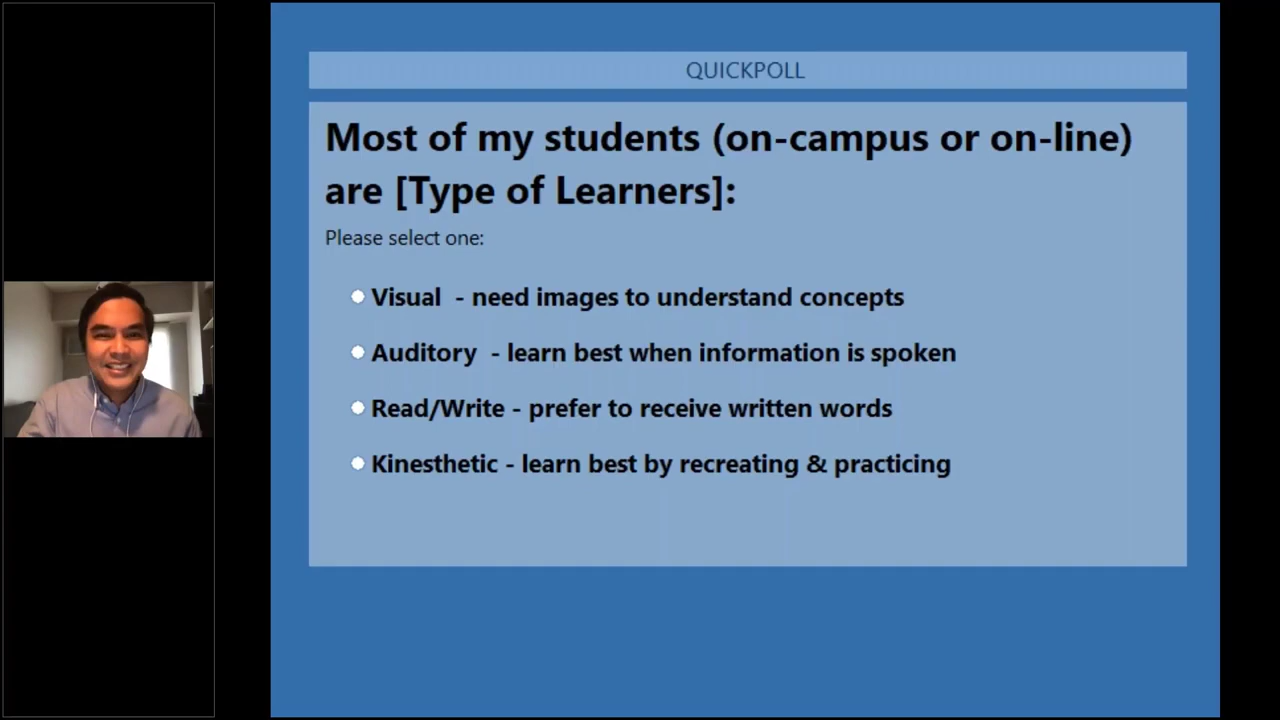 QUICKPOLL
Most of my students (on-campus or on-line)
are [Type of Learners]:
Please select one:
Visual - need images to understand concepts
Auditory - learn best when information is spoken
Read/Write - prefer to receive written words
Kinesthetic - learn best by recreating & practicing